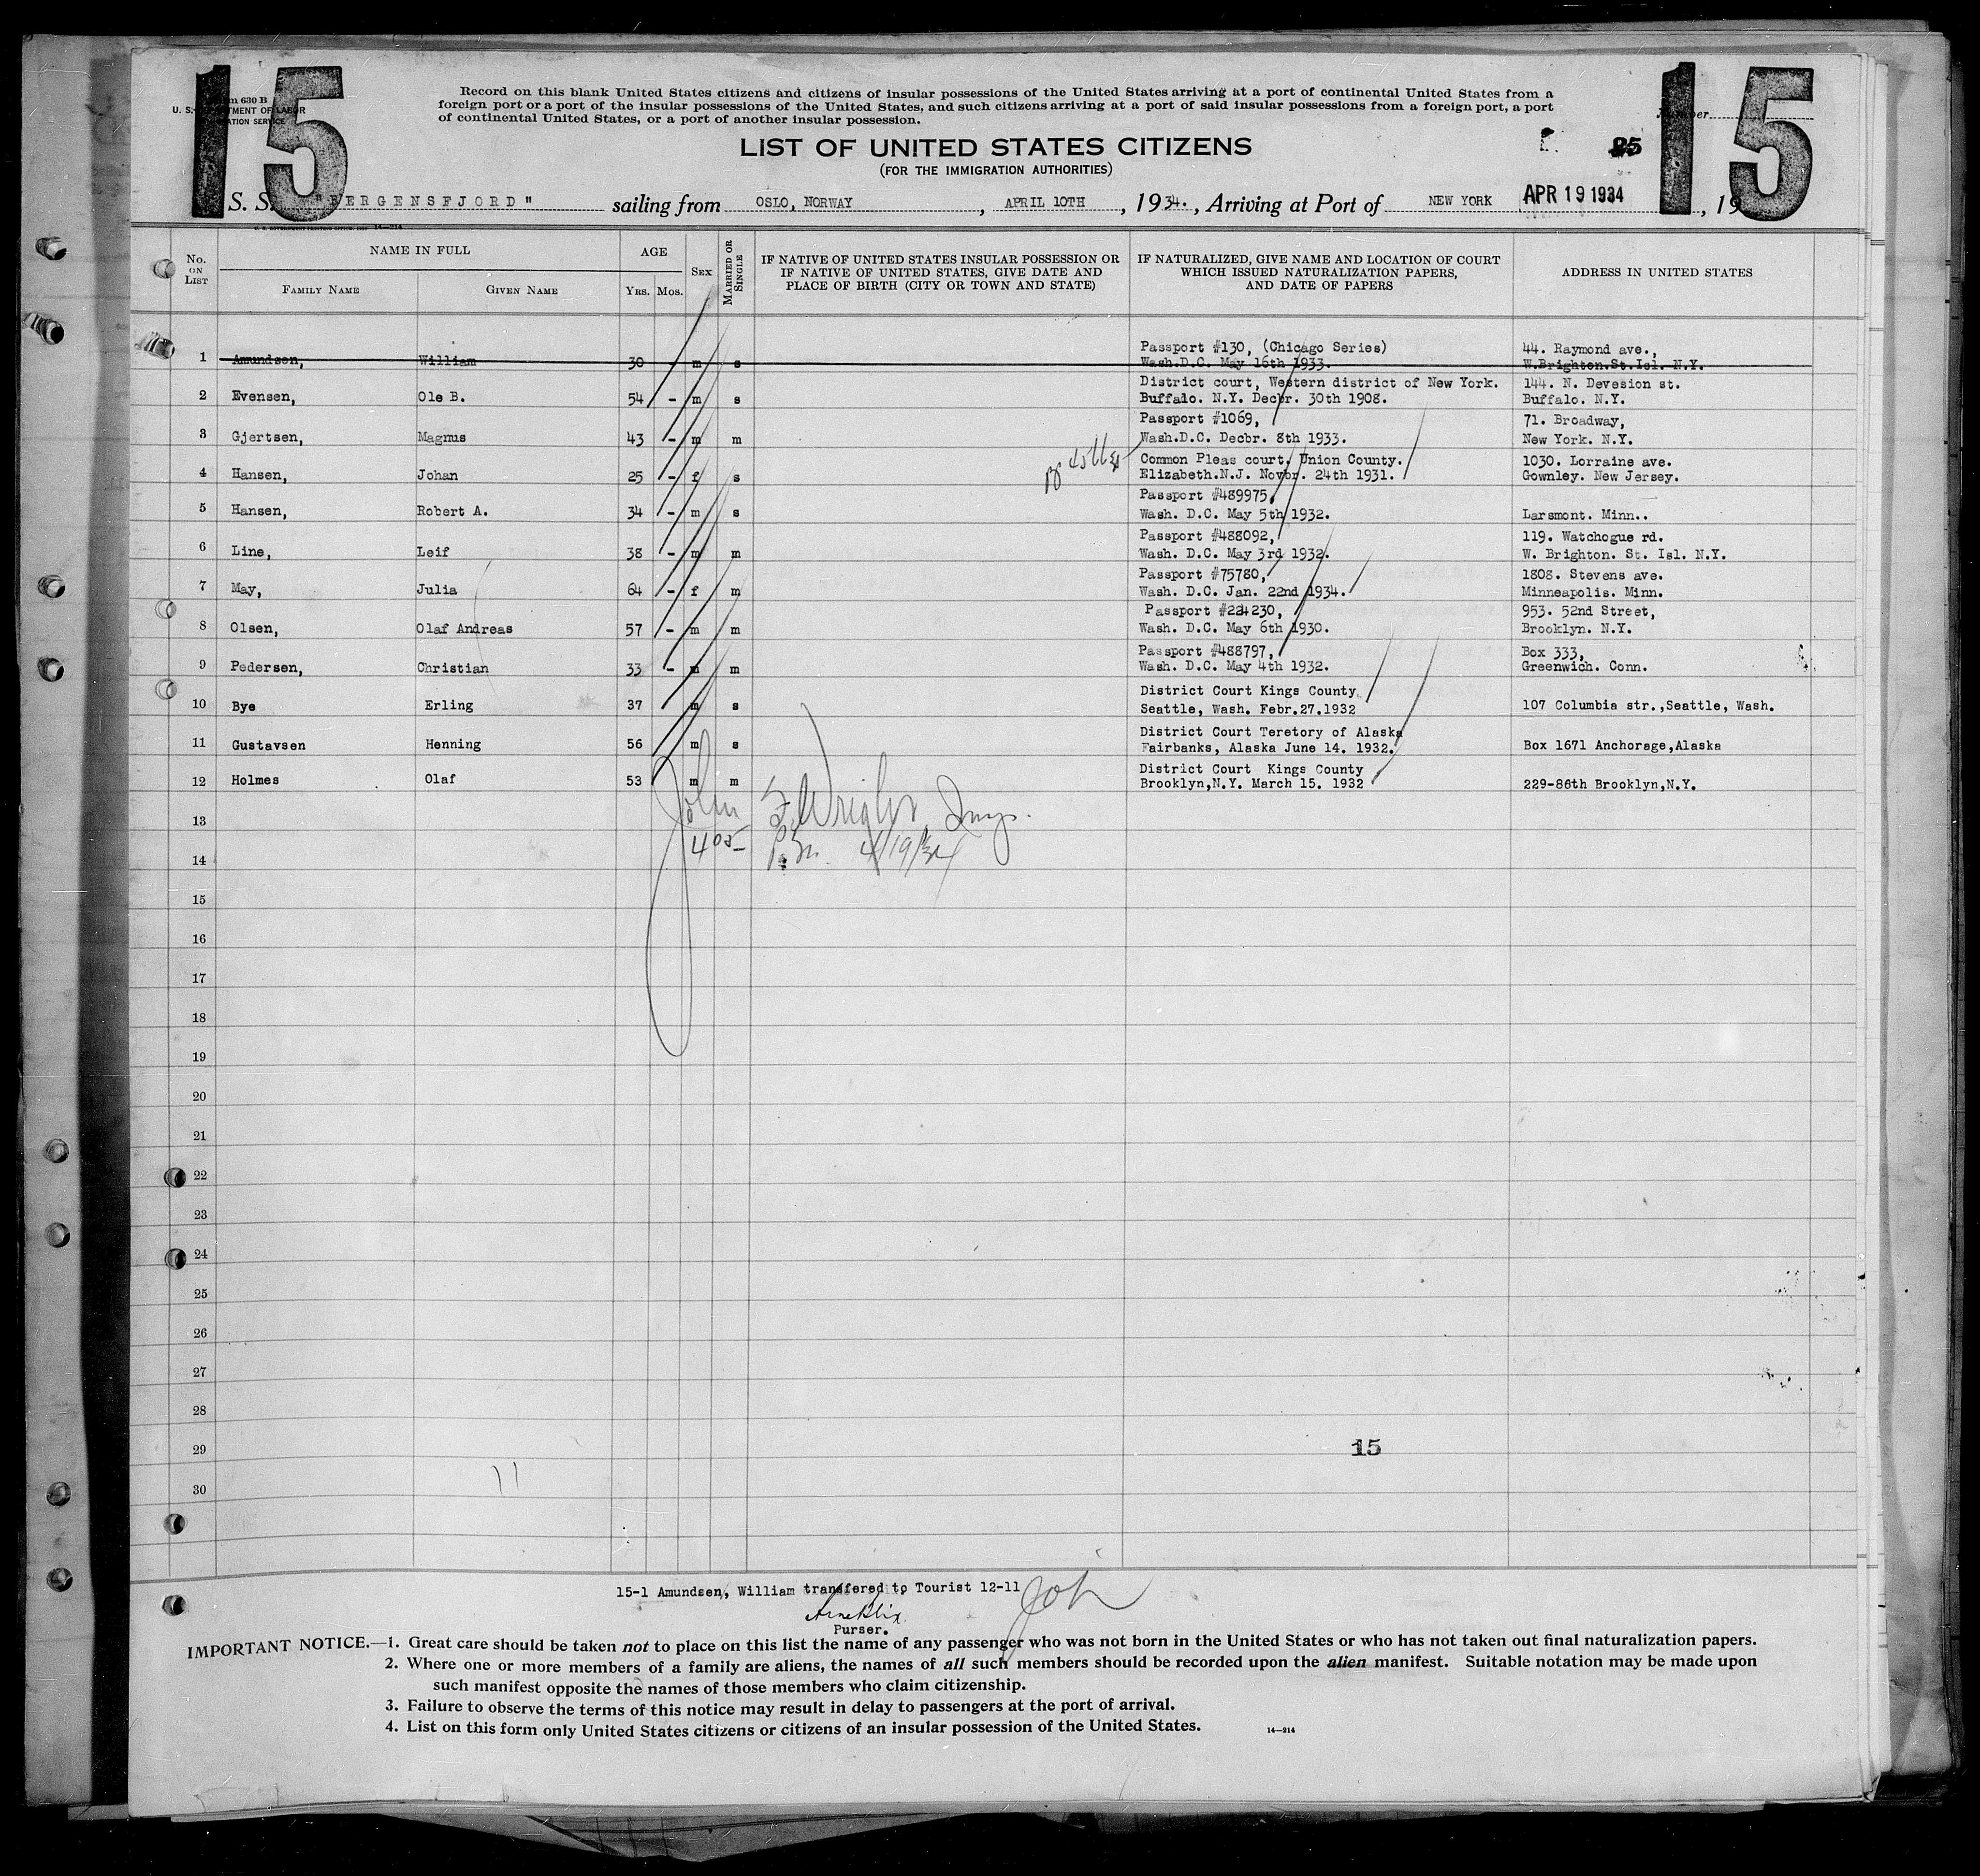 15
15
Record on this blank United States citizens and citizens of insular possessions of the United States arriving at a port of continental United States from a
foreign port or a port of the insular possessions of the United States, and such citizens arriving at a port of said insular possessions from a foreign port, a port
of continental United States, or a port of another insular possession.
LIST OF UNITED STATES CITIZENS
(FOR THE IMMIGRATION AUTHORITIES)
S. S. "BERGENSFJORD" sailing from OSLO, NORWAY, APRIL 10TH, 1934., Arriving at Port of NEW YORK APR 19 1934, 19
No. ON LIST
NAME IN FULL
FAMILY NAME
GIVEN NAME
AGE
YRS. MOS.
SEX
MARRIED OR SINGLE
IF NATIVE OF UNITED STATES INSULAR POSSESSION OR
IF NATIVE OF UNITED STATES, GIVE DATE AND
PLACE OF BIRTH (CITY OR TOWN AND STATE)
IF NATURALIZED, GIVE NAME AND LOCATION OF COURT
WHICH ISSUED NATURALIZATION PAPERS,
AND DATE OF PAPERS
ADDRESS IN UNITED STATES
Passport #130, (Chicago Series) 44. Raymond ave.,
1 Amundsen, William 30 - m s Wash.D.C. May 16th 1933. W.Brighton.St.Isl. N.Y.
District court, Western district of New York. 144. N. Devesion st.
2 Evensen, Ole B. 54 - m s Buffalo. N.Y. Decbr. 30th 1908. Buffalo. N.Y.
Passport #1069, 71. Broadway,
3 Gjertsen, Magnus 43 - m m Wash.D.C. Decbr. 8th 1933. New York. N.Y.
Common Pleas court, Union County. 1030. Lorraine ave.
4 Hansen, Johan 25 - f s Elizabeth.N.J. Novbr. 24th 1931. Gownley. New Jersey.
Passport #489975,
5 Hansen, Robert A. 34 - m s Wash. D.C. May 5th 1932. Larsmont. Minn..
Passport #488092, 119. Watchogue rd.
6 Line, Leif 38 - m m Wash. D.C. May 3rd 1932. W. Brighton. St. Isl. N.Y.
Passport #75780, 1808. Stevens ave.
7 May, Julia 64 - f m Wash. D.C. Jan. 22nd 1934. Minneapolis. Minn.
Passport #224230, 953. 52nd Street,
8 Olsen, Olaf Andreas 57 - m m Wash. D.C. May 6th 1930. Brooklyn. N.Y.
Passport #488797, Box 333,
9 Pedersen, Christian 33 - m m Wash. D.C. May 4th 1932. Greenwich. Conn.
District Court Kings County
10 Bye Erling 37 m s Seattle, Wash. Febr.27.1932 107 Columbia str.,Seattle, Wash.
District Court Teretory of Alaska
11 Gustavsen Henning 56 m s Fairbanks, Alaska June 14. 1932. Box 1671 Anchorage,Alaska
District Court Kings County
12 Holmes Olaf 53 m m Brooklyn,N.Y. March 15. 1932 229-86th Brooklyn,N.Y.
13
John Wright Insp.
14
405 P.M. 4/19/34
15
16
17
18
19
20
21
22
23
24
25
26
27
28
29
15
30
11
15-1 Amundsen, William transfered to Tourist 12-11
Purser.
IMPORTANT NOTICE.—1. Great care should be taken not to place on this list the name of any passenger who was not born in the United States or who has not taken out final naturalization papers.
2. Where one or more members of a family are aliens, the names of all such members should be recorded upon the alien manifest. Suitable notation may be made upon
such manifest opposite the names of those members who claim citizenship.
3. Failure to observe the terms of this notice may result in delay to passengers at the port of arrival.
4. List on this form only United States citizens or citizens of an insular possession of the United States.
14—214